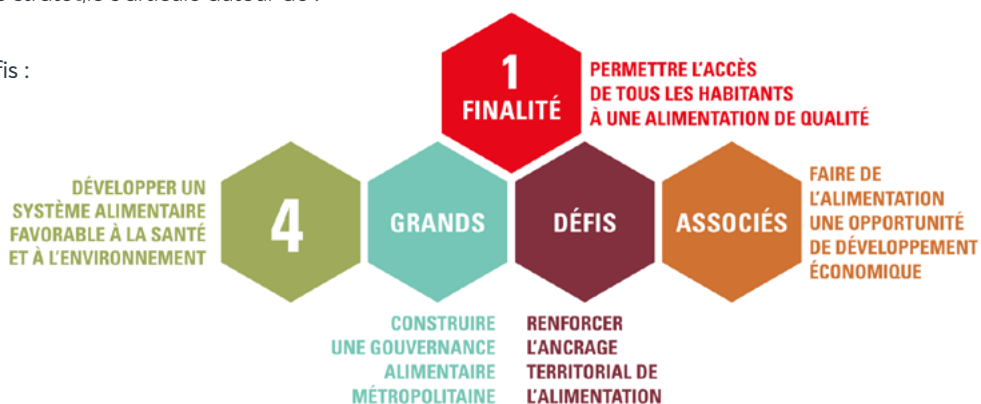 fis :
1
FINALITÉ
PERMETTRE L'ACCÈS
DE TOUS LES HABITANTS
À UNE ALIMENTATION DE QUALITÉ
DÉVELOPPER UN
SYSTÈME ALIMENTAIRE
FAVORABLE À LA SANTÉ
ET À L'ENVIRONNEMENT
4
GRANDS
DÉFIS
ASSOCIÉS
FAIRE DE
L'ALIMENTATION
UNE OPPORTUNITÉ
DE DÉVELOPPEMENT
ÉCONOMIQUE
CONSTRUIRE
UNE GOUVERNANCE
ALIMENTAIRE
MÉTROPOLITAINE
RENFORCER
L'ANCRAGE
TERRITORIAL DE
L'ALIMENTATION